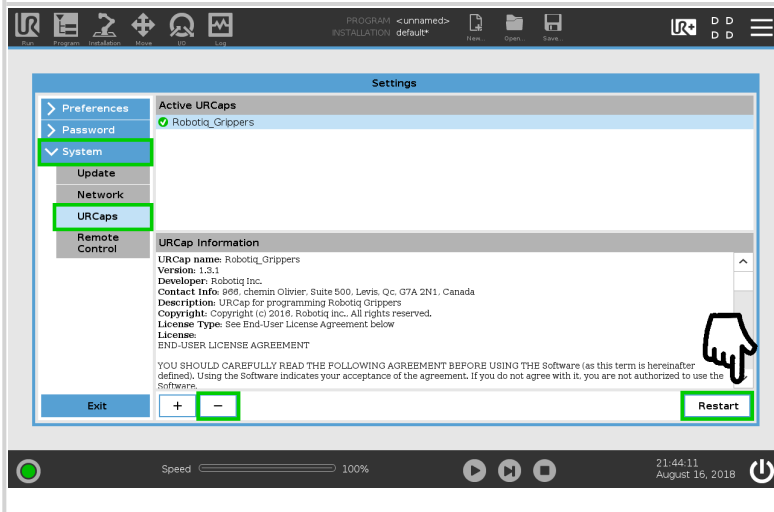 UR
Run
Program
Installation
Move
I/O
Log
PROGRAM <unnamed>
INSTALLATION default*
New...
Open...
Save...
UR+
D D
D D
Settings
Preferences
Password
System
Update
Network
URCaps
Remote
Control
Exit
Active URCaps
Robotiq_Grippers
URCap Information
URCap name: Robotiq_Grippers
Version: 1.3.1
Developer: Robotiq Inc.
Contact Info: 966, chemin Olivier, Suite 500, Levis, Qc, G7A 2N1, Canada
Description: URCap for programming Robotiq Grippers
Copyright: Copyright (c) 2016. Robotiq inc.. All rights reserved.
License Type: See End-User License Agreement below
License:
END-USER LICENSE AGREEMENT
YOU SHOULD CAREFULLY READ THE FOLLOWING AGREEMENT BEFORE USING THE Software (as this term is hereinafter
defined). Using the Software indicates your acceptance of the agreement. If you do not agree with it, you are not authorized to use the
Software.
+
−
Restart
Speed
100%
21:44:11
August 16, 2018